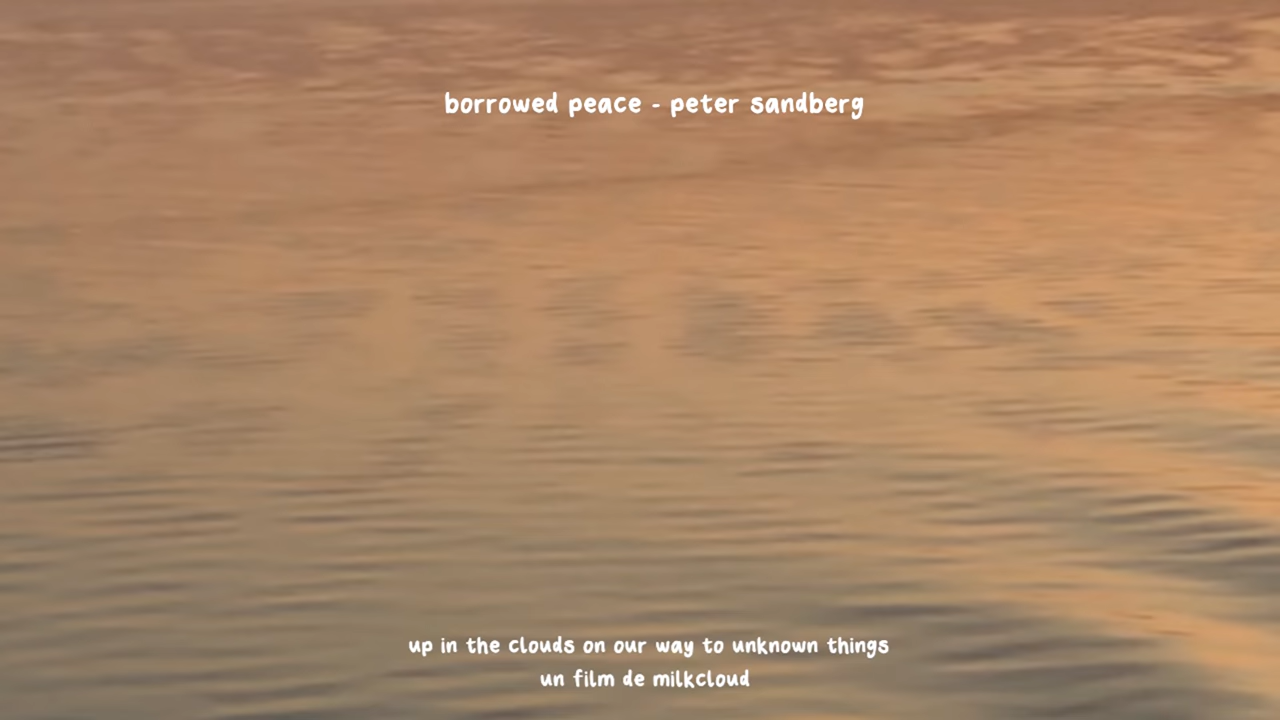 borrowed peace - peter sandberg
up in the clouds on our way to unknown things
un film de milkcloud